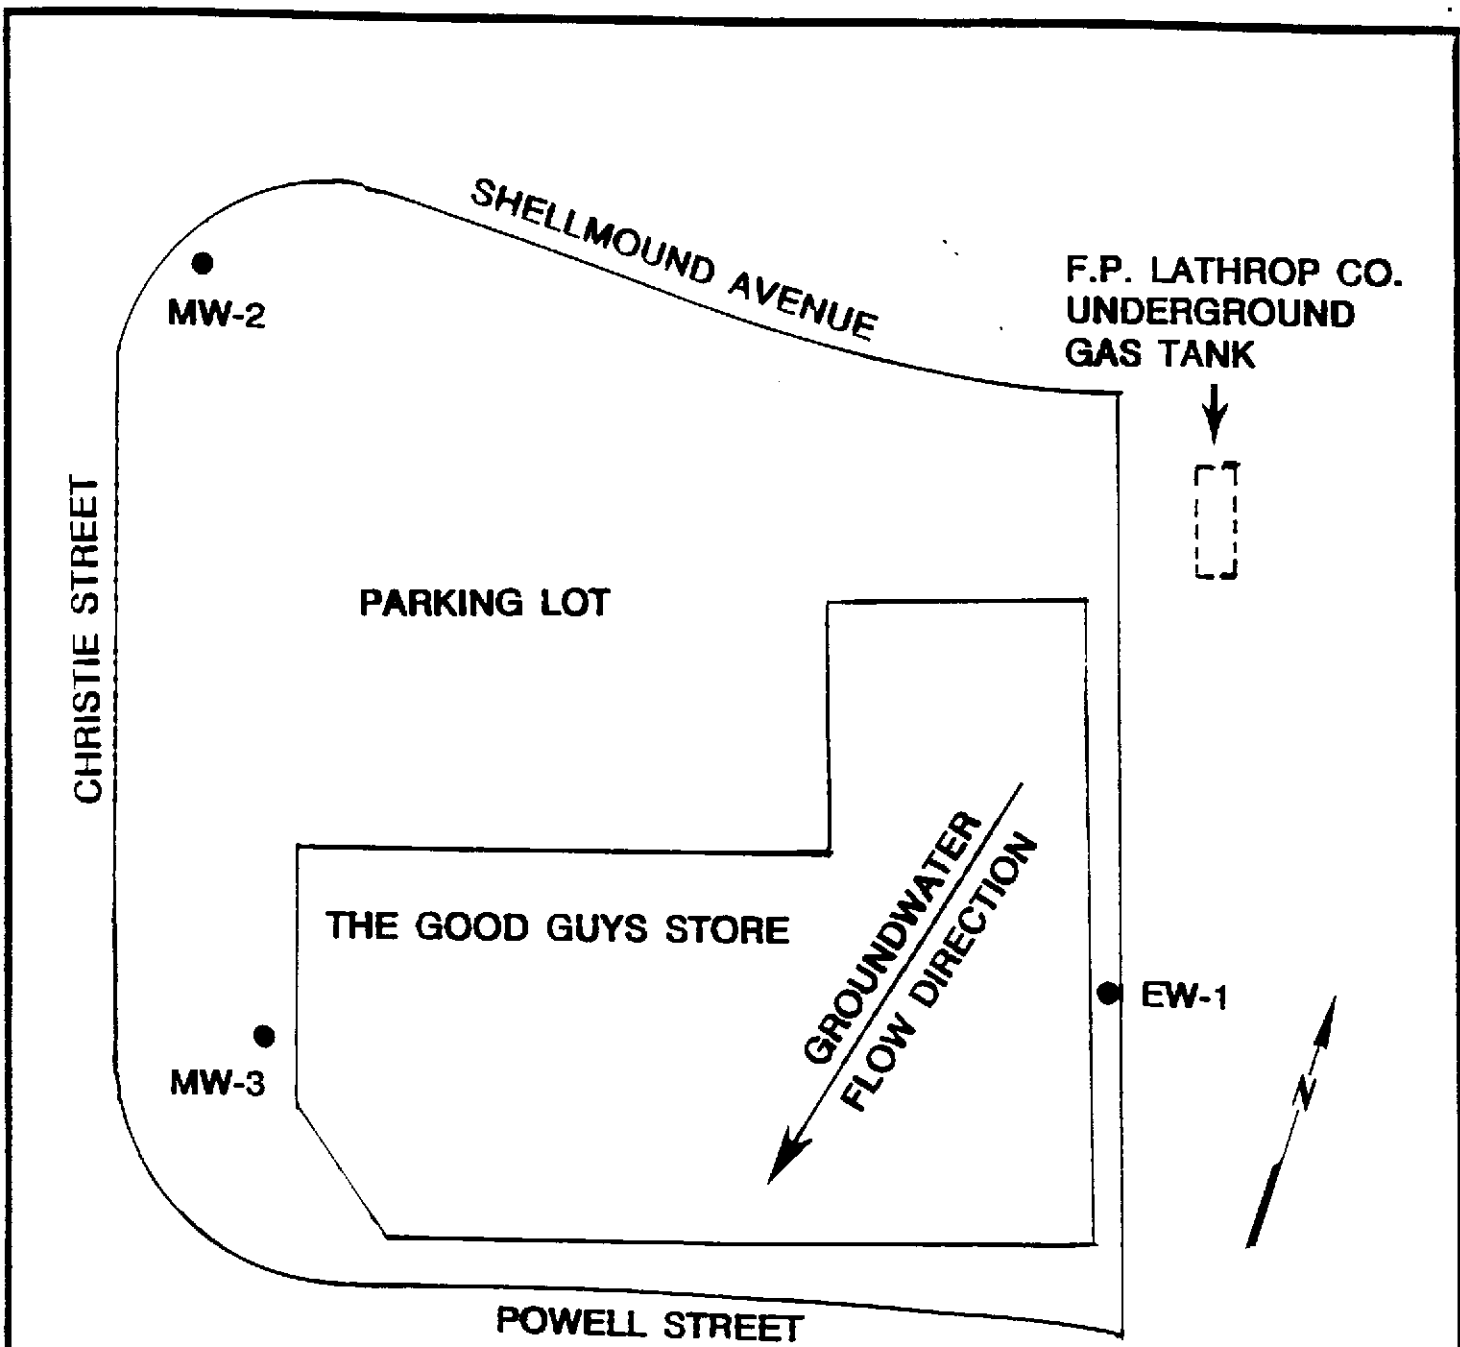 SHELLMOUND AVENUE
F.P. LATHROP CO.
UNDERGROUND
GAS TANK
MW-2
CHRISTIE STREET
PARKING LOT
THE GOOD GUYS STORE
GROUNDWATER
FLOW DIRECTION
EW-1
MW-3
N
POWELL STREET